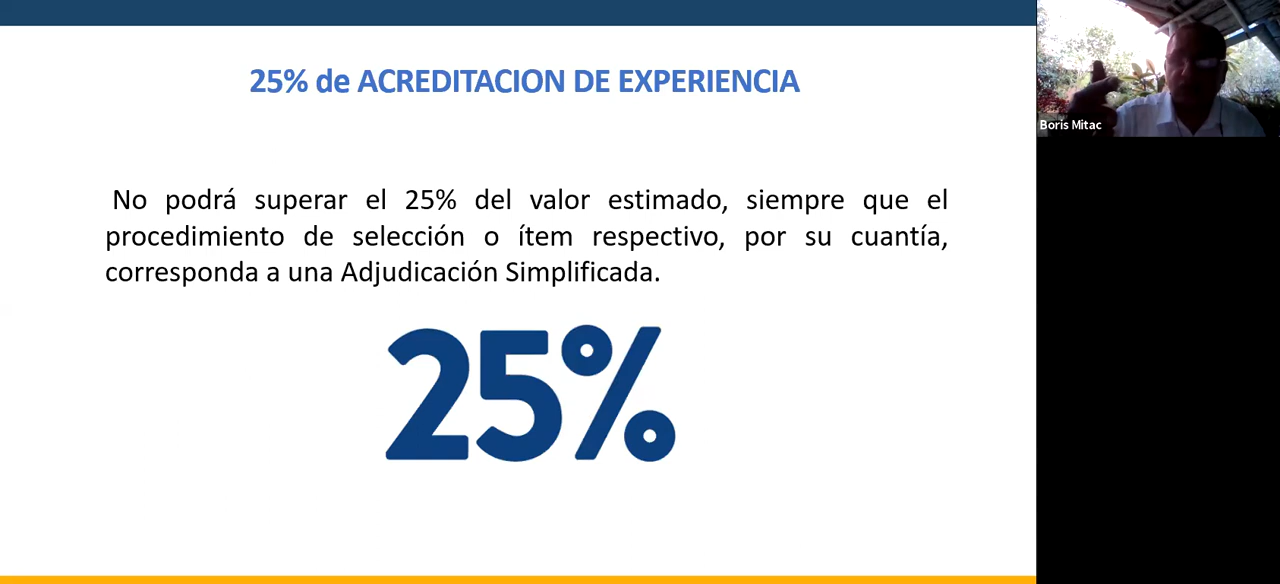 25% de ACREDITACION DE EXPERIENCIA
Boris Mitac
No podrá superar el 25% del valor estimado, siempre que el
procedimiento de selección o ítem respectivo, por su cuantía,
corresponda a una Adjudicación Simplificada.
25%